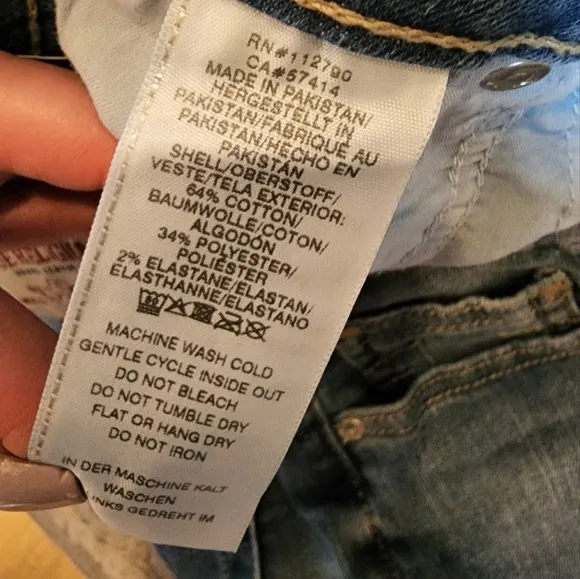 RN#112790
CA#57414
MADE IN PAKISTAN/
HERGESTELLT IN
PAKISTAN/FABRIQUÉ AU
PAKISTAN/HECHO EN
PAKISTÁN
SHELL/OBERSTOFF/
VESTE/TELA EXTERIOR:
64% COTTON/
BAUMWOLLE/COTON/
ALGODÓN
34% POLYESTER/
POLIÉSTER
2% ELASTANE/ELASTAN/
ELASTHANNE/ELASTANO
MACHINE WASH COLD
GENTLE CYCLE INSIDE OUT
DO NOT BLEACH
DO NOT TUMBLE DRY
FLAT OR HANG DRY
DO NOT IRON
IN DER MASCHINE KALT
WASCHEN
GEDREHT IM